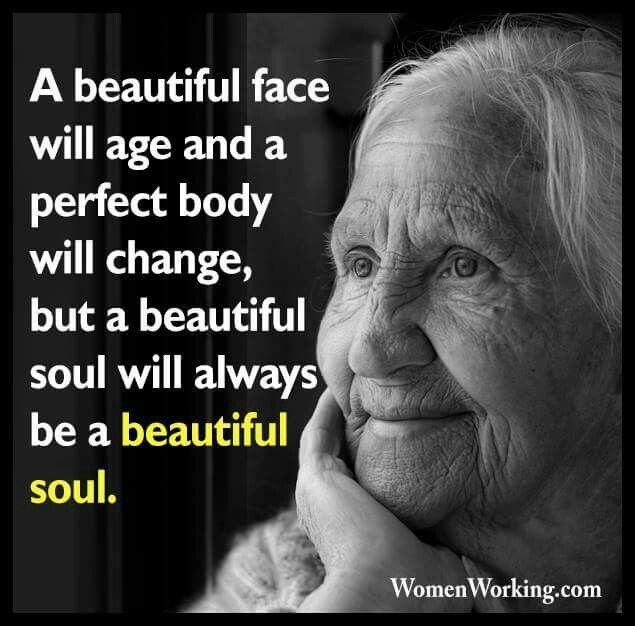 A beautiful face
will age and a
perfect body
will change,
but a beautiful
soul will always
be a beautiful
soul.
WomenWorking.com